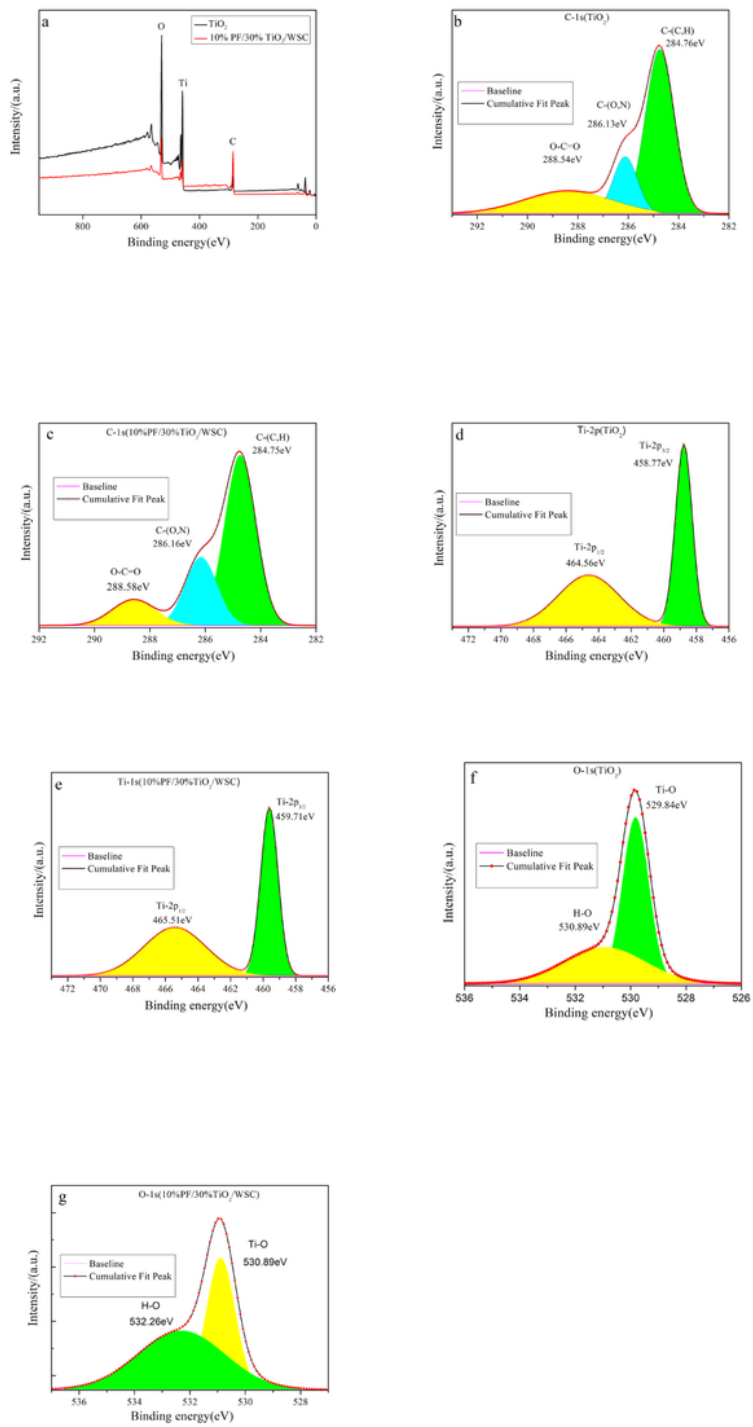 a
TiO2
10% PF/30% TiO2/WSC
O
Ti
C
Intensity/(a.u.)
800 600 400 200 0
Binding energy(eV)
b
C-1s(TiO2)
C-(C,H)
284.76eV
Baseline
Cumulative Fit Peak
C-(O,N)
286.13eV
O-C=O
288.54eV
Intensity/(a.u.)
292 290 288 286 284 282
Binding energy(eV)
c
C-1s(10%PF/30%TiO2/WSC)
C-(C,H)
284.75eV
Baseline
Cumulative Fit Peak
C-(O,N)
286.16eV
O-C=O
288.58eV
Intensity/(a.u.)
292 290 288 286 284 282
Binding energy(eV)
d
Ti-2p(TiO2)
Ti-2p3/2
458.77eV
Baseline
Cumulative Fit Peak
Ti-2p1/2
464.56eV
Intensity/(a.u.)
472 470 468 466 464 462 460 458 456
Binding energy(eV)
e
Ti-1s(10%PF/30%TiO2/WSC)
Ti-2p3/2
459.71eV
Baseline
Cumulative Fit Peak
Ti-2p1/2
465.51eV
Intensity/(a.u.)
472 470 468 466 464 462 460 458 456
Binding energy(eV)
f
O-1s(TiO2)
Ti-O
529.84eV
Baseline
Cumulative Fit Peak
H-O
530.89eV
Intensity/(a.u.)
536 534 532 530 528 526
Binding energy(eV)
g
O-1s(10%PF/30%TiO2/WSC)
Ti-O
530.89eV
Baseline
Cumulative Fit Peak
H-O
532.26eV
Intensity/(a.u.)
536 534 532 530 528
Binding energy(eV)